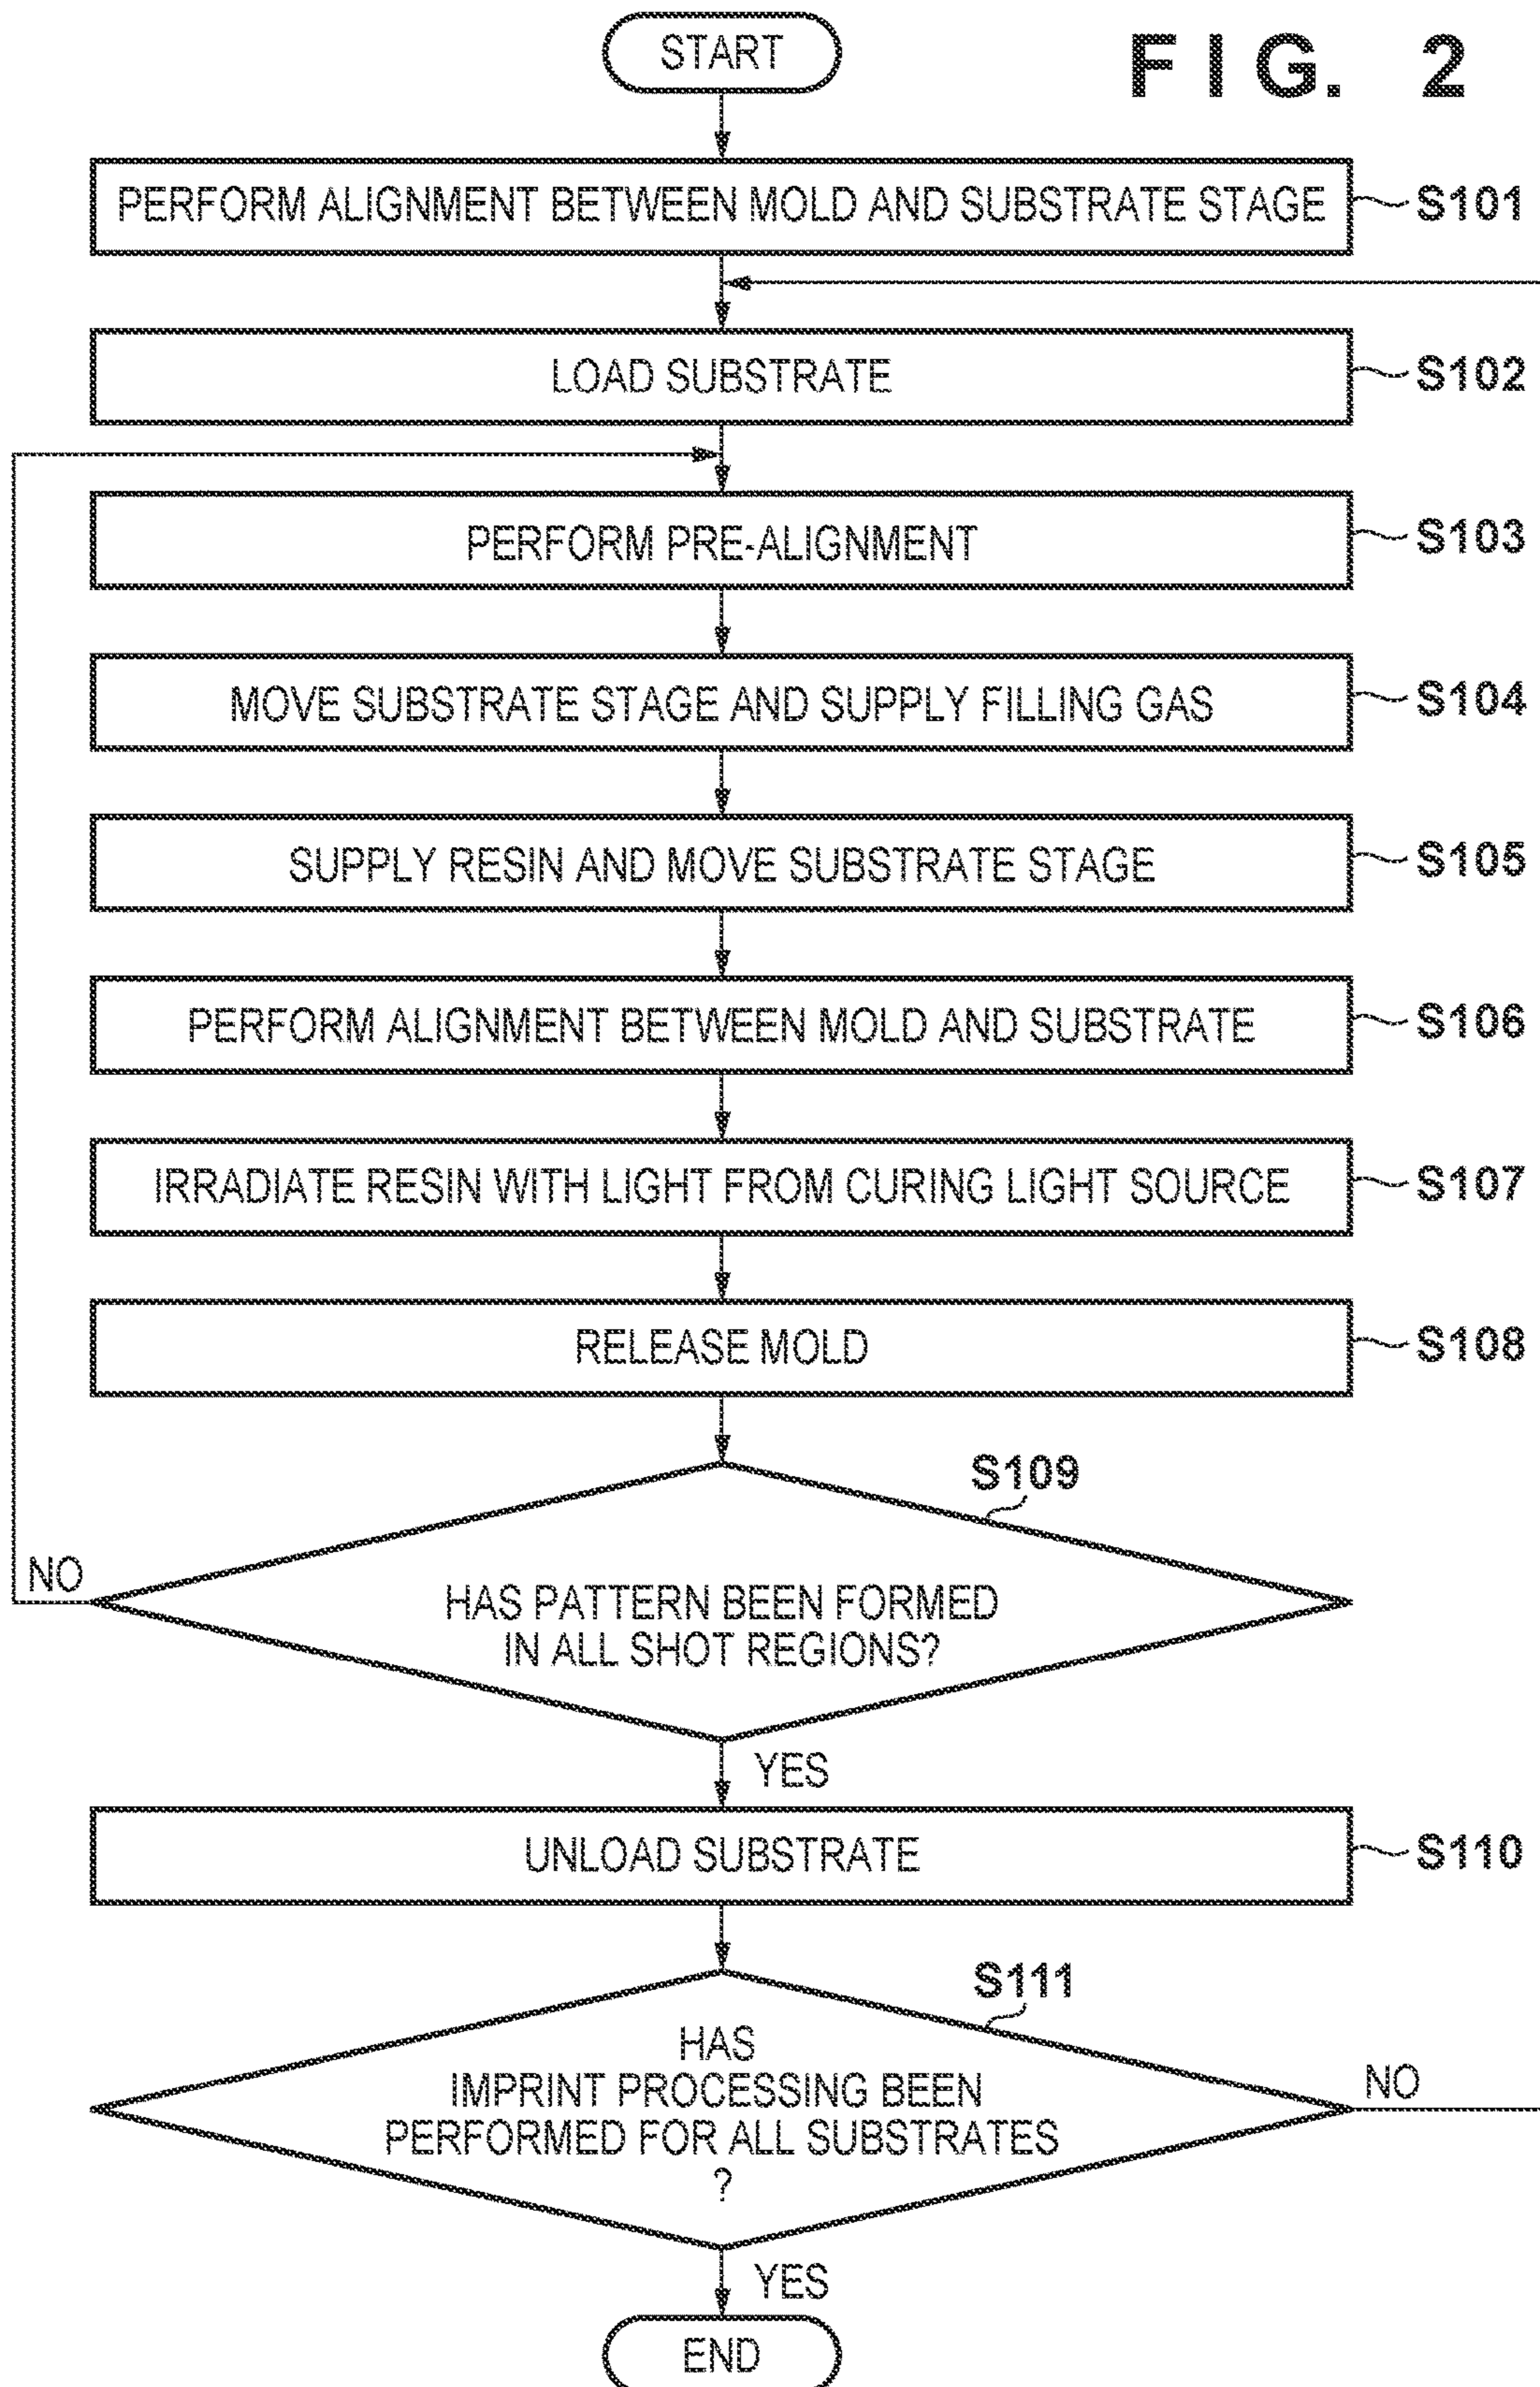 START
FIG. 2
PERFORM ALIGNMENT BETWEEN MOLD AND SUBSTRATE STAGE
S101
LOAD SUBSTRATE
S102
PERFORM PRE-ALIGNMENT
S103
MOVE SUBSTRATE STAGE AND SUPPLY FILLING GAS
S104
SUPPLY RESIN AND MOVE SUBSTRATE STAGE
S105
PERFORM ALIGNMENT BETWEEN MOLD AND SUBSTRATE
S106
IRRADIATE RESIN WITH LIGHT FROM CURING LIGHT SOURCE
S107
RELEASE MOLD
S108
S109
NO
HAS PATTERN BEEN FORMED
IN ALL SHOT REGIONS?
YES
UNLOAD SUBSTRATE
S110
S111
HAS
IMPRINT PROCESSING BEEN
PERFORMED FOR ALL SUBSTRATES
?
NO
YES
END